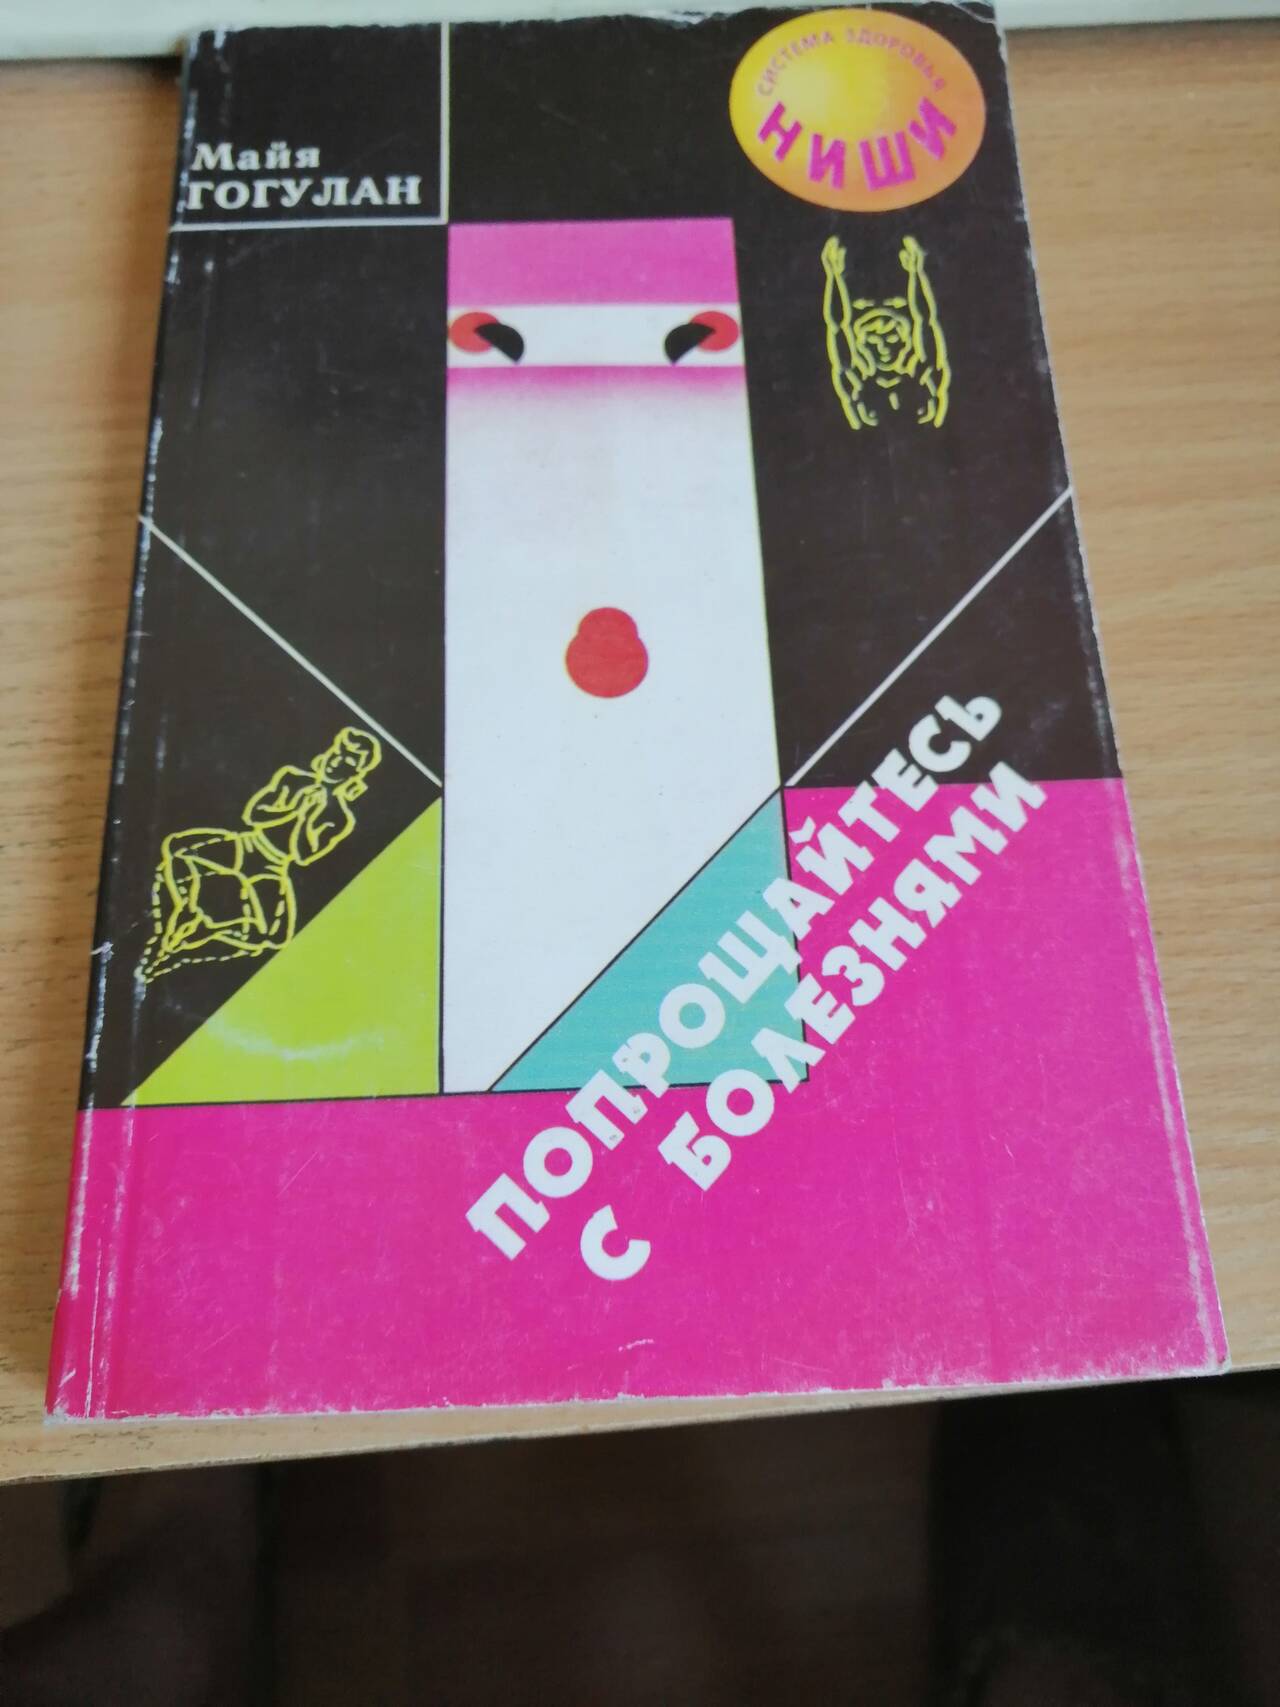 Майя
ГОГУЛАН
СИСТЕМА ЗДОРОВЬЯ
НИШИ
ПОПРОЩАЙТЕСЬ
С БОЛЕЗНЯМИ